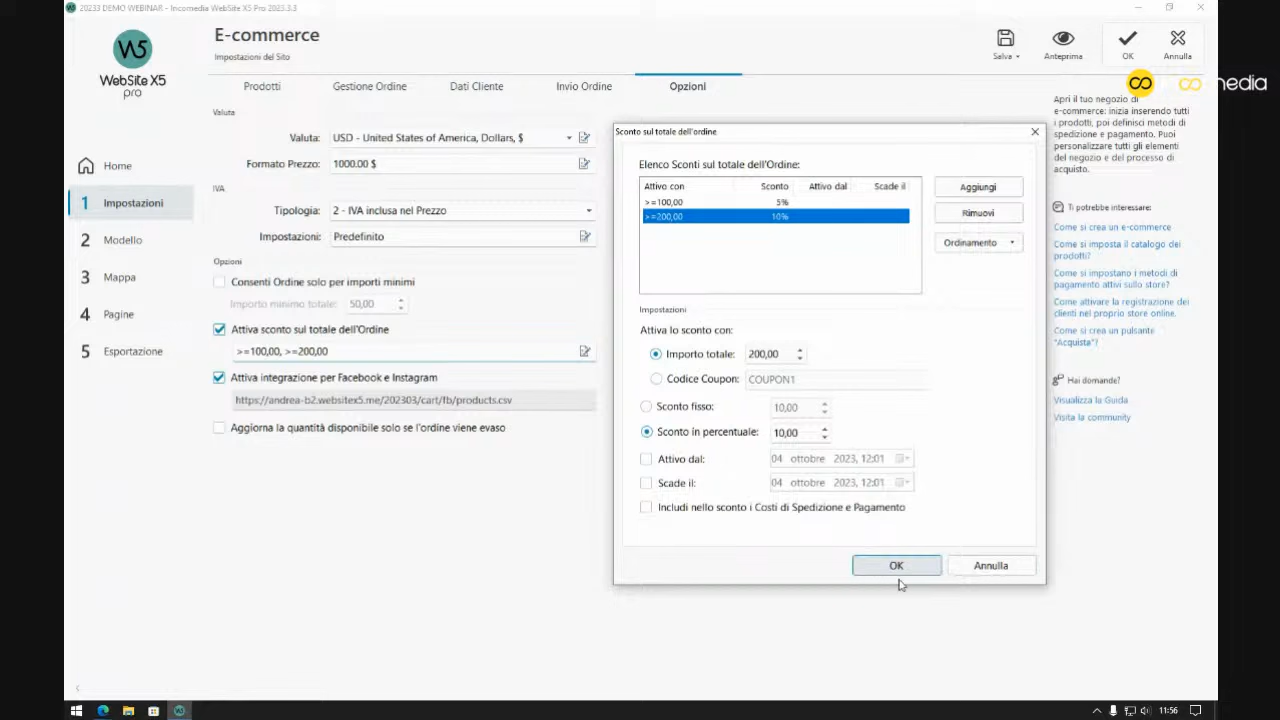 20233 DEMO WEBINAR - Incomedia WebSite X5 Pro 2023.3.3
W5
WebSite X5
pro
E-commerce
Impostazioni del Sito
Salva
Anteprima
OK
Annulla
Prodotti
Gestione Ordine
Dati Cliente
Invio Ordine
Opzioni
media
Home
1 Impostazioni
2 Modello
3 Mappa
4 Pagine
5 Esportazione
Valuta
Valuta: USD - United States of America, Dollars, $
Formato Prezzo: 1000.00 $
IVA
Tipologia: 2 - IVA inclusa nel Prezzo
Impostazioni: Predefinito
Opzioni
Consenti Ordine solo per importi minimi
Importo minimo totale: 50,00
Attiva sconto sul totale dell'Ordine
>=100,00, >=200,00
Attiva integrazione per Facebook e Instagram
https://andrea-b2.websitex5.me/202303/cart/fb/products.csv
Aggiorna la quantità disponibile solo se l'ordine viene evaso
Sconto sul totale dell'ordine
Elenco Sconti sul totale dell'Ordine:
Attivo con Sconto Attivo dal Scade il
>=100,00 5%
>=200,00 10%
Aggiungi
Rimuovi
Ordinamento
Impostazioni
Attiva lo sconto con:
Importo totale: 200,00
Codice Coupon: COUPON1
Sconto fisso: 10,00
Sconto in percentuale: 10,00
Attivo dal: 04 ottobre 2023, 12:01
Scade il: 04 ottobre 2023, 12:01
Includi nello sconto i Costi di Spedizione e Pagamento
OK
Annulla
Apri il tuo negozio di
e-commerce: inizia inserendo tutti
i prodotti, poi definisci metodi di
spedizione e pagamento. Puoi
personalizzare tutti gli elementi
del negozio e del processo di
acquisto.
Ti potrebbe interessare:
Come si crea un e-commerce
Come si imposta il catalogo dei
prodotti?
Come si impostano i metodi di
pagamento attivi sullo store?
Come attivare la registrazione dei
clienti nel proprio store online.
Come si crea un pulsante
"Acquista"?
Hai domande?
Visualizza la Guida
Visita la community
11:56